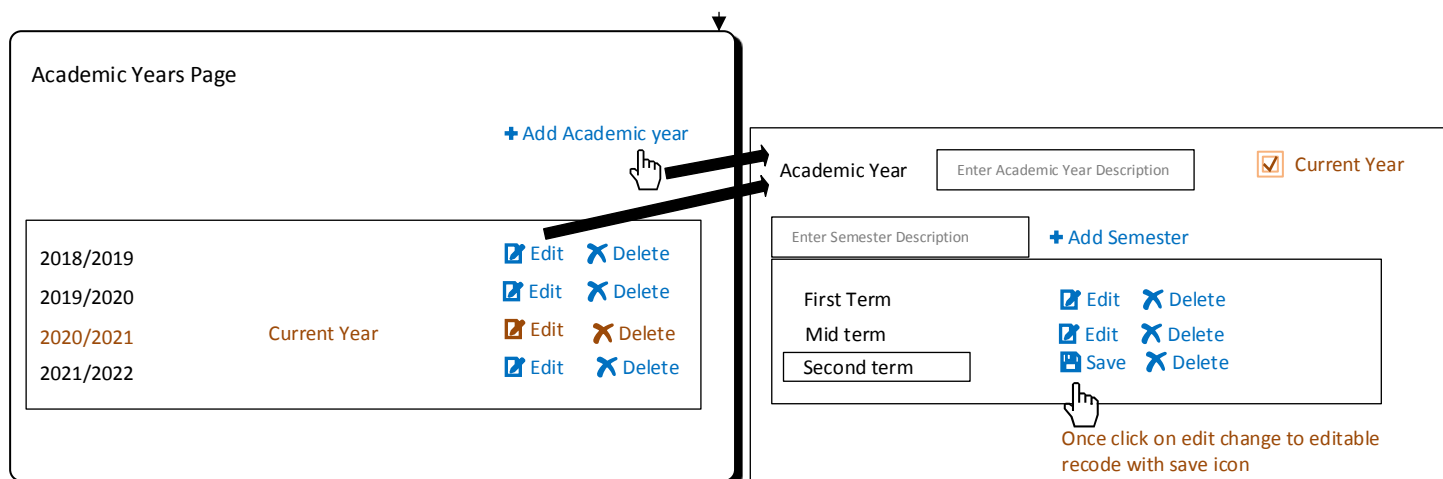 Academic Years Page
+ Add Academic year
2018/2019 Edit Delete
2019/2020 Edit Delete
2020/2021 Current Year Edit Delete
2021/2022 Edit Delete
Academic Year Enter Academic Year Description Current Year
Enter Semester Description + Add Semester
First Term Edit Delete
Mid term Edit Delete
Second term Save Delete
Once click on edit change to editable
recode with save icon